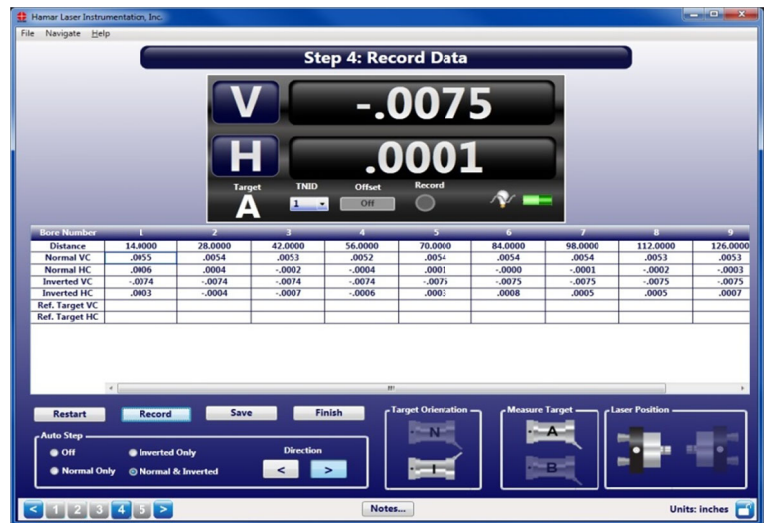 Hamar Laser Instrumentation, Inc.
File Navigate Help
Step 4: Record Data
V -.0075
H .0001
Target TNID Offset Record
A 1 Off
Bore Number 1 2 3 4 5 6 7 8 9
Distance 14.0000 28.0000 42.0000 56.0000 70.0000 84.0000 98.0000 112.0000 126.0000
Normal VC .0055 .0054 .0053 .0052 .0054 .0054 .0054 .0053 .0053
Normal HC .0006 .0004 -.0002 -.0004 .0001 -.0000 -.0001 -.0002 -.0003
Inverted VC -.0074 -.0074 -.0074 -.0074 -.0075 -.0075 -.0075 -.0075
Inverted HC .0003 -.0004 -.0007 -.0006 .0008 .0005 .0005 .0007
Ref. Target VC
Ref. Target HC
Restart Record Save Finish
Target Orienration Measure Target Laser Position
N A
Auto Step
Off Inverted Only Direction
Normal Only Normal & Inverted < >
I B
< 1 2 3 4 5 > Notes... Units: inches